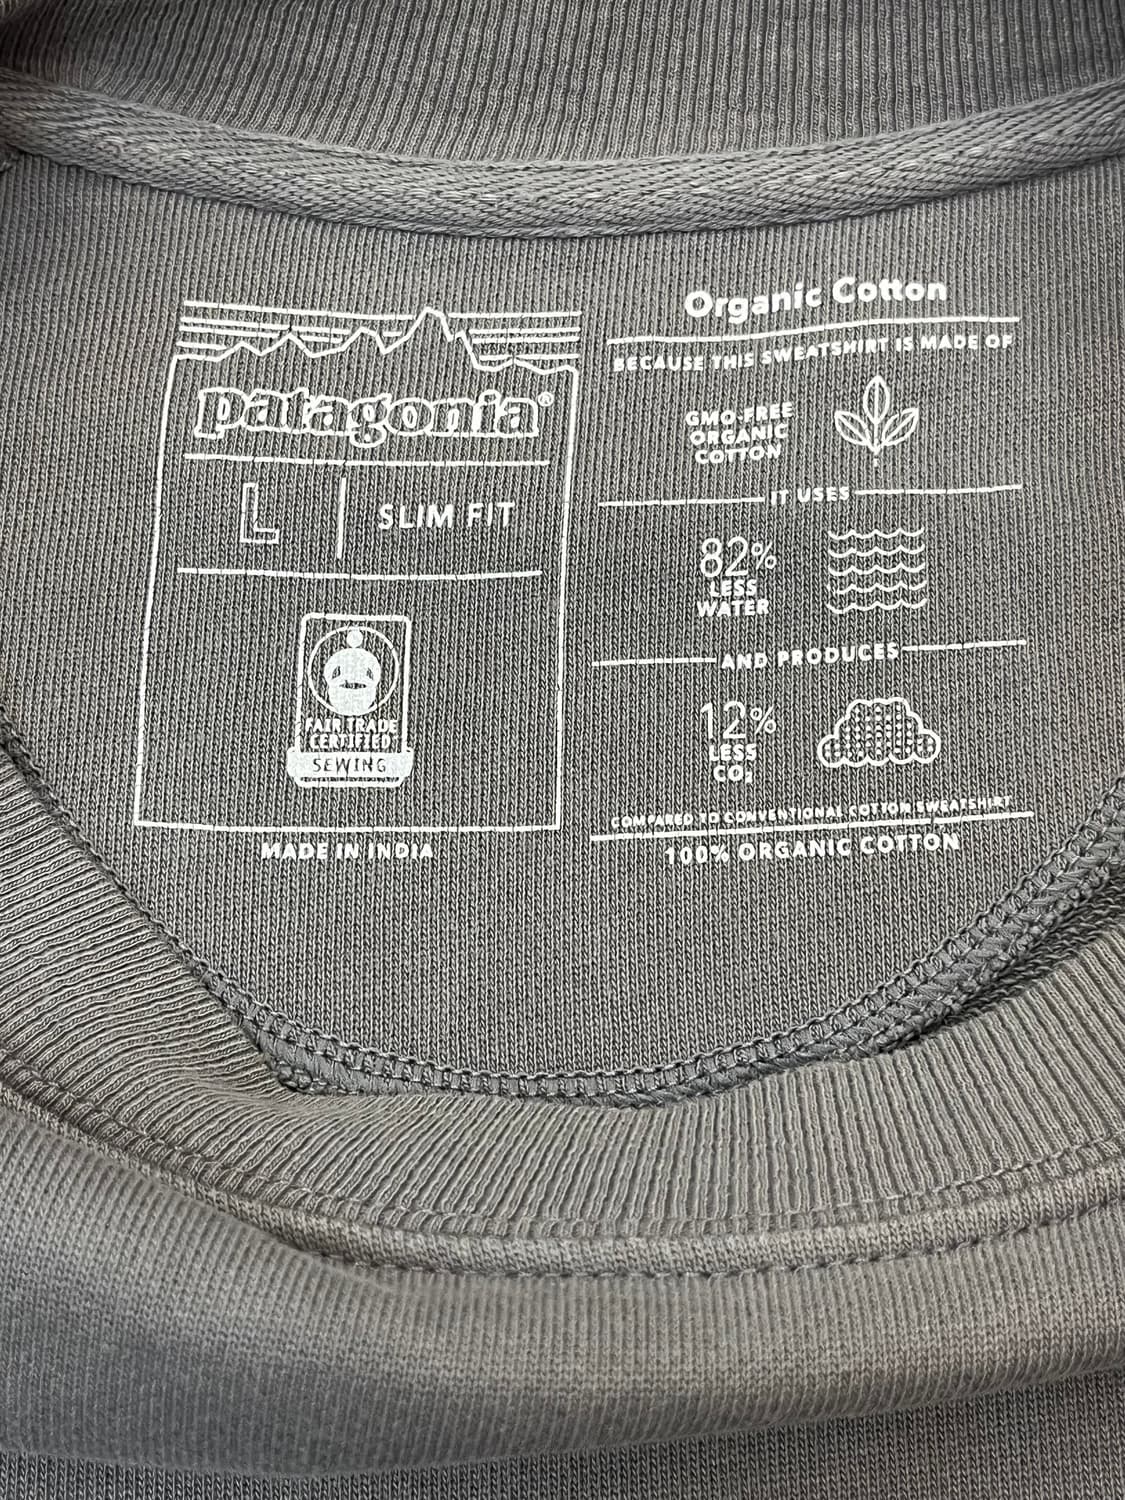 patagonia®
L
SLIM FIT
FAIR TRADE
CERTIFIED
SEWING
MADE IN INDIA
Organic Cotton
BECAUSE THIS SWEATSHIRT IS MADE OF
GMO-FREE
ORGANIC
COTTON
IT USES
82%
LESS
WATER
AND PRODUCES
12%
LESS
CO₂
COMPARED TO CONVENTIONAL COTTON SWEATSHIRT
100% ORGANIC COTTON